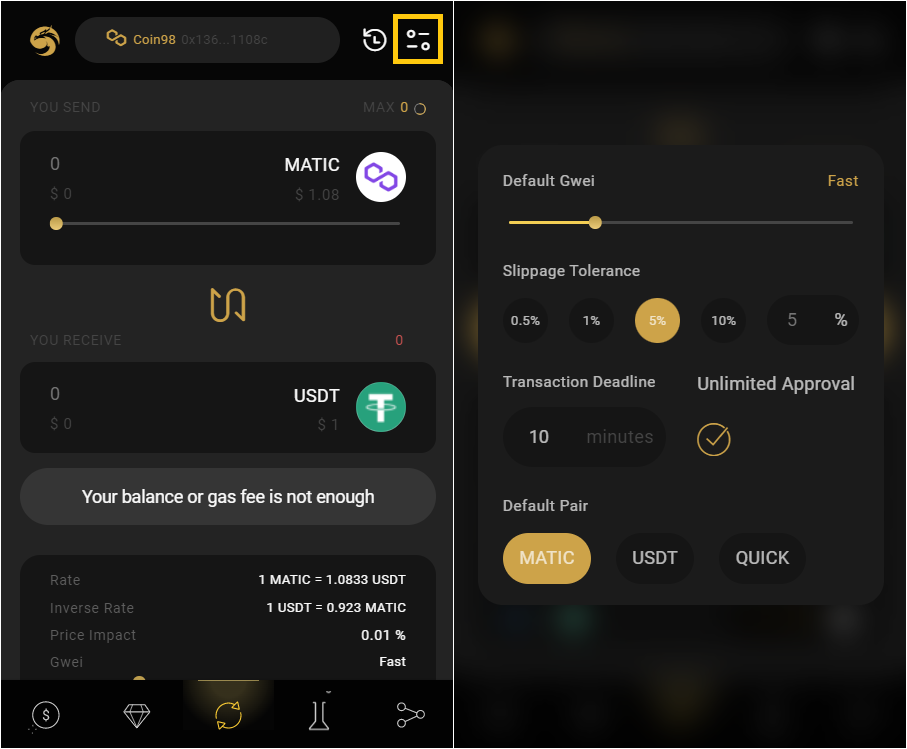 Coin98 0x136...1108c
YOU SEND MAX 0
0 MATIC
$ 0 $ 1.08
YOU RECEIVE 0
0 USDT
$ 0 $ 1
Your balance or gas fee is not enough
Rate 1 MATIC = 1.0833 USDT
Inverse Rate 1 USDT = 0.923 MATIC
Price Impact 0.01 %
Gwei Fast
Default Gwei Fast
Slippage Tolerance
0.5% 1% 5% 10% 5 %
Transaction Deadline Unlimited Approval
10 minutes
Default Pair
MATIC USDT QUICK